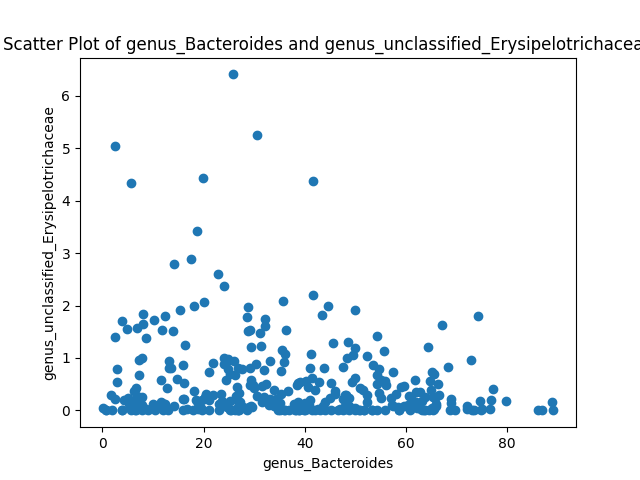 Scatter Plot of genus_Bacteroides and genus_unclassified_Erysipelotrichacea
6
5
4
3
2
1
0
genus_unclassified_Erysipelotrichaceae
0 20 40 60 80
genus_Bacteroides